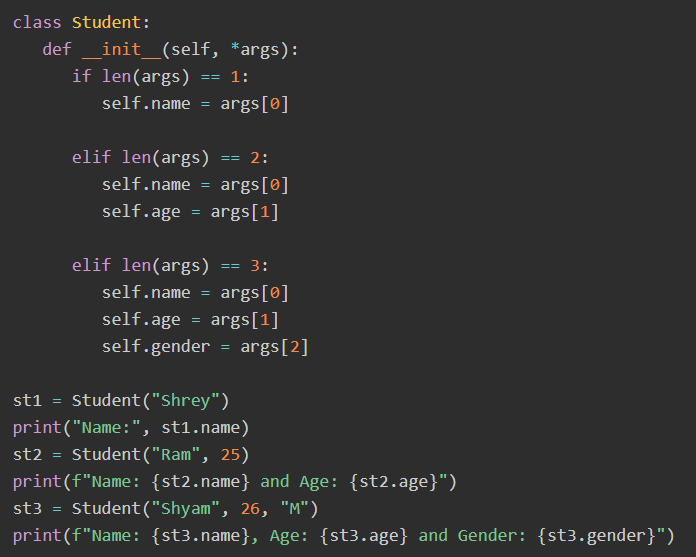 class Student:
   def __init__(self, *args):
      if len(args) == 1:
         self.name = args[0]

      elif len(args) == 2:
         self.name = args[0]
         self.age = args[1]

      elif len(args) == 3:
         self.name = args[0]
         self.age = args[1]
         self.gender = args[2]

st1 = Student("Shrey")
print("Name:", st1.name)
st2 = Student("Ram", 25)
print(f"Name: {st2.name} and Age: {st2.age}")
st3 = Student("Shyam", 26, "M")
print(f"Name: {st3.name}, Age: {st3.age} and Gender: {st3.gender}")